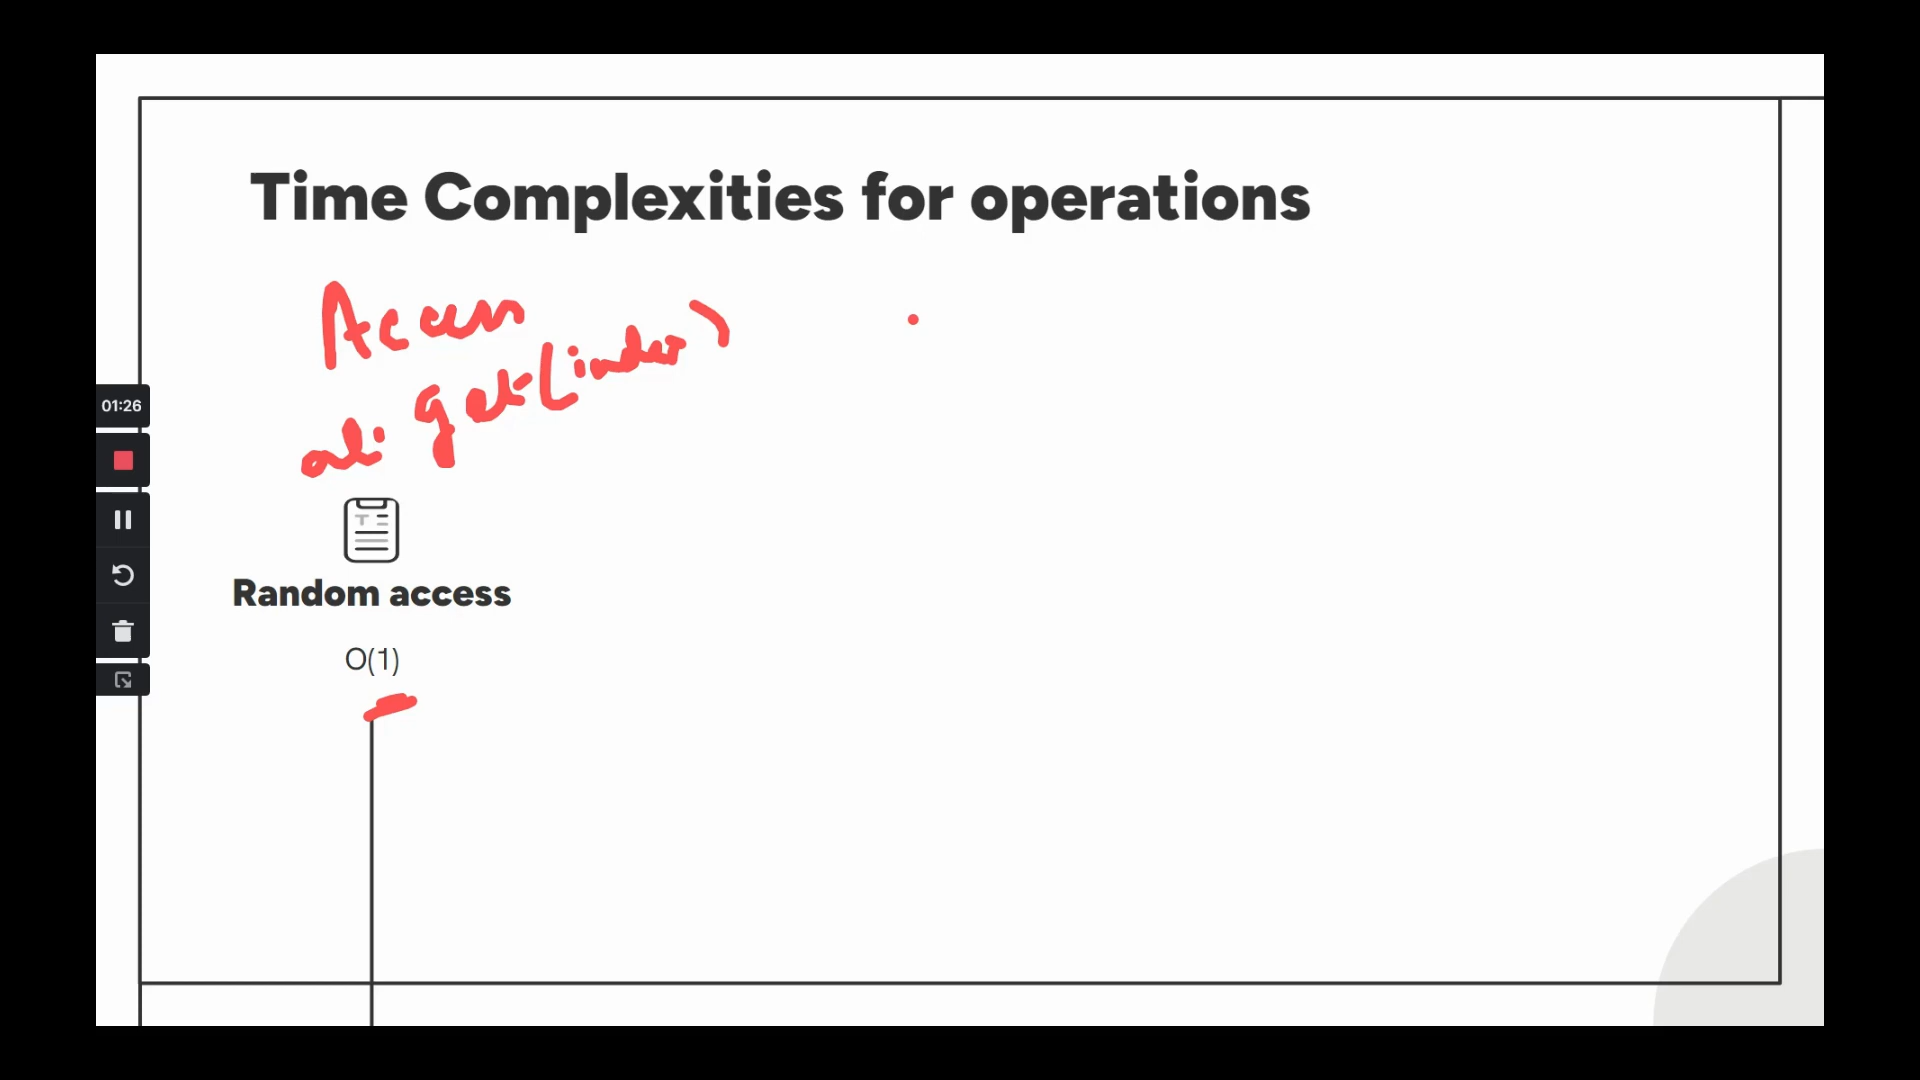 Time Complexities for operations
Access
al.get(index)
01:26
Random access
O(1)